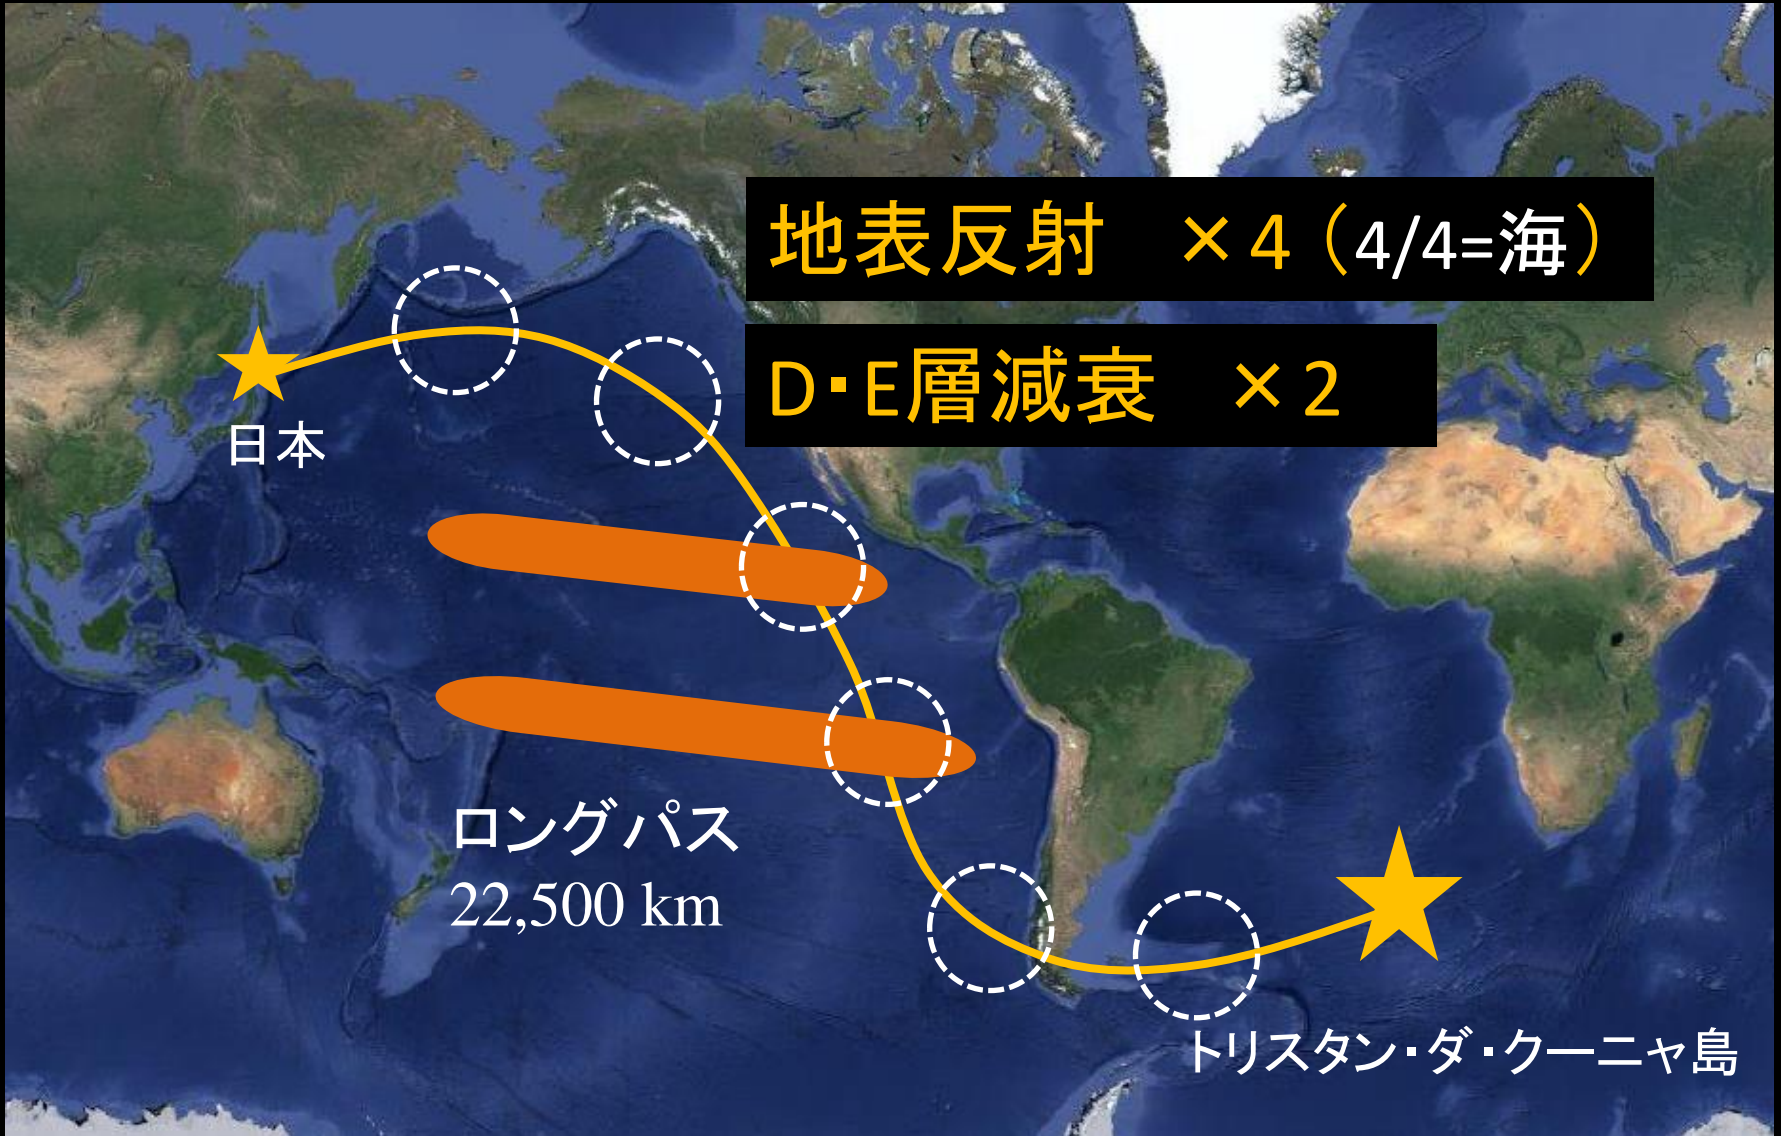 地表反射　×4（4/4=海）
D・E層減衰　×2
日本
ロングパス
22,500 km
トリスタン・ダ・クーニャ島